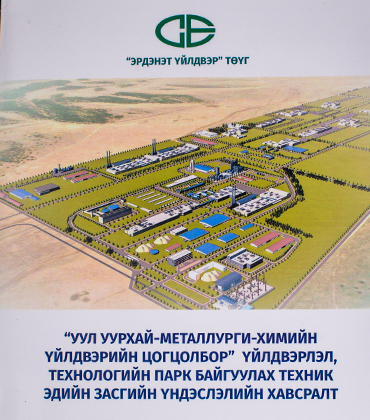 "ЭРДЭНЭТ ҮЙЛДВЭР" ТӨҮГ
"УУЛ УУРХАЙ-МЕТАЛЛУРГИ-ХИМИЙН
ҮЙЛДВЭРИЙН ЦОГЦОЛБОР" ҮЙЛДВЭРЛЭЛ,
ТЕХНОЛОГИЙН ПАРК БАЙГУУЛАХ ТЕХНИК
ЭДИЙН ЗАСГИЙН ҮНДЭСЛЭЛИЙН ХАВСРАЛТ